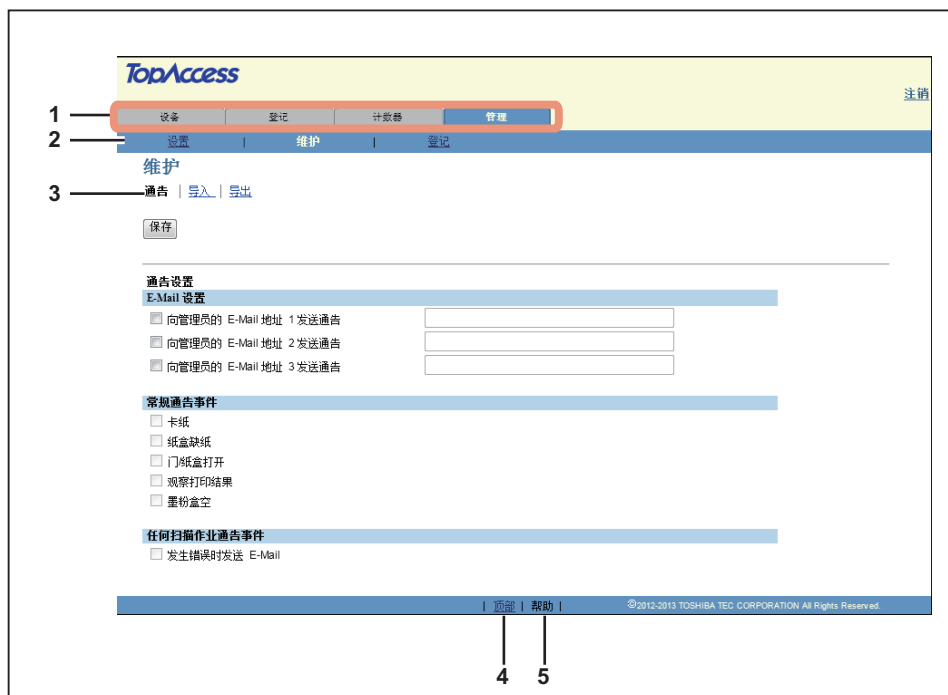 TopAccess
注销
1
设备 登记 计数器 管理
2
设置 | 维护 | 登记
维护
3
通告 | 导入 | 导出
保存
通告设置
E-Mail 设置
向管理员的 E-Mail 地址 1 发送通告
向管理员的 E-Mail 地址 2 发送通告
向管理员的 E-Mail 地址 3 发送通告
常规通告事件
卡纸
纸盒缺纸
门/纸盒打开
观察打印结果
墨粉盒空
任何扫描作业通告事件
发生错误时发送 E-Mail
| 顶部 | 帮助 | ©2012-2013 TOSHIBA TEC CORPORATION All Rights Reserved.
4 5